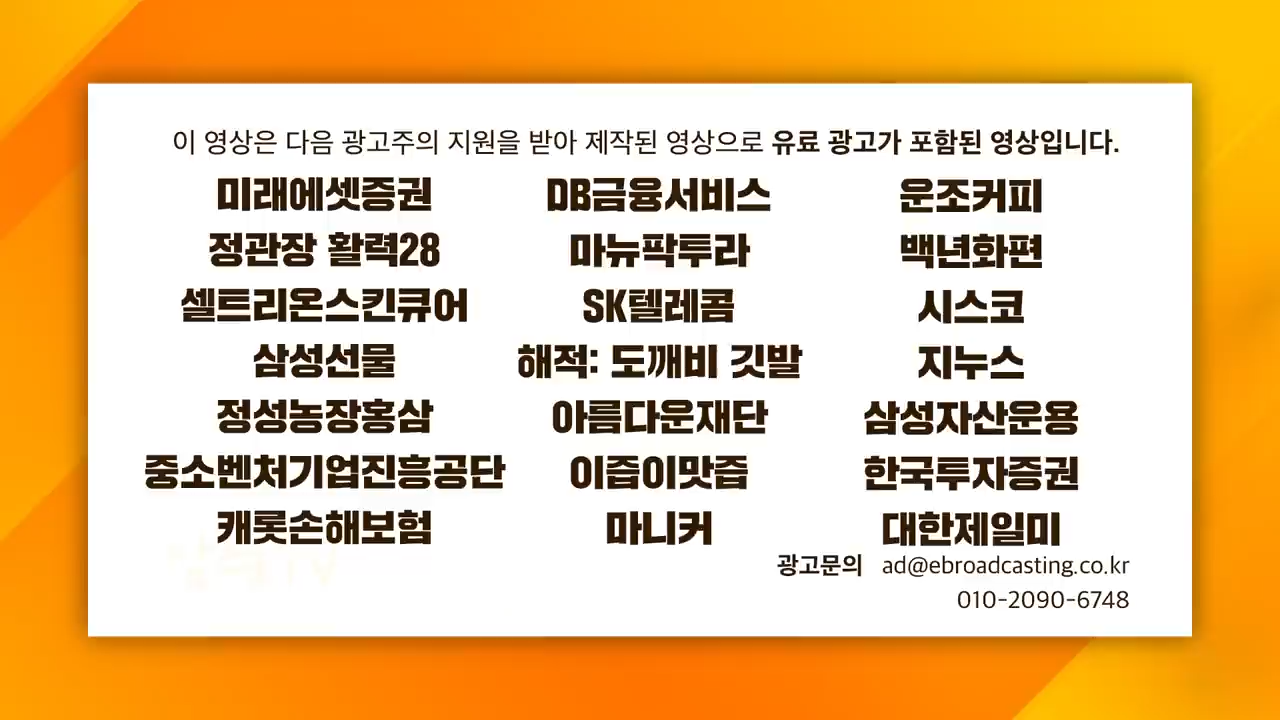 이 영상은 다음 광고주의 지원을 받아 제작된 영상으로 유료 광고가 포함된 영상입니다.
미래에셋증권 DB금융서비스 운조커피
정관장 활력28 마뉴팍투라 백년화편
셀트리온스킨큐어 SK텔레콤 시스코
삼성선물 해적: 도깨비 깃발 지누스
정성농장홍삼 아름다운재단 삼성자산운용
중소벤처기업진흥공단 이즙이맛즙 한국투자증권
캐롯손해보험 마니커 대한제일미
광고문의 ad@ebroadcasting.co.kr
010-2090-6748